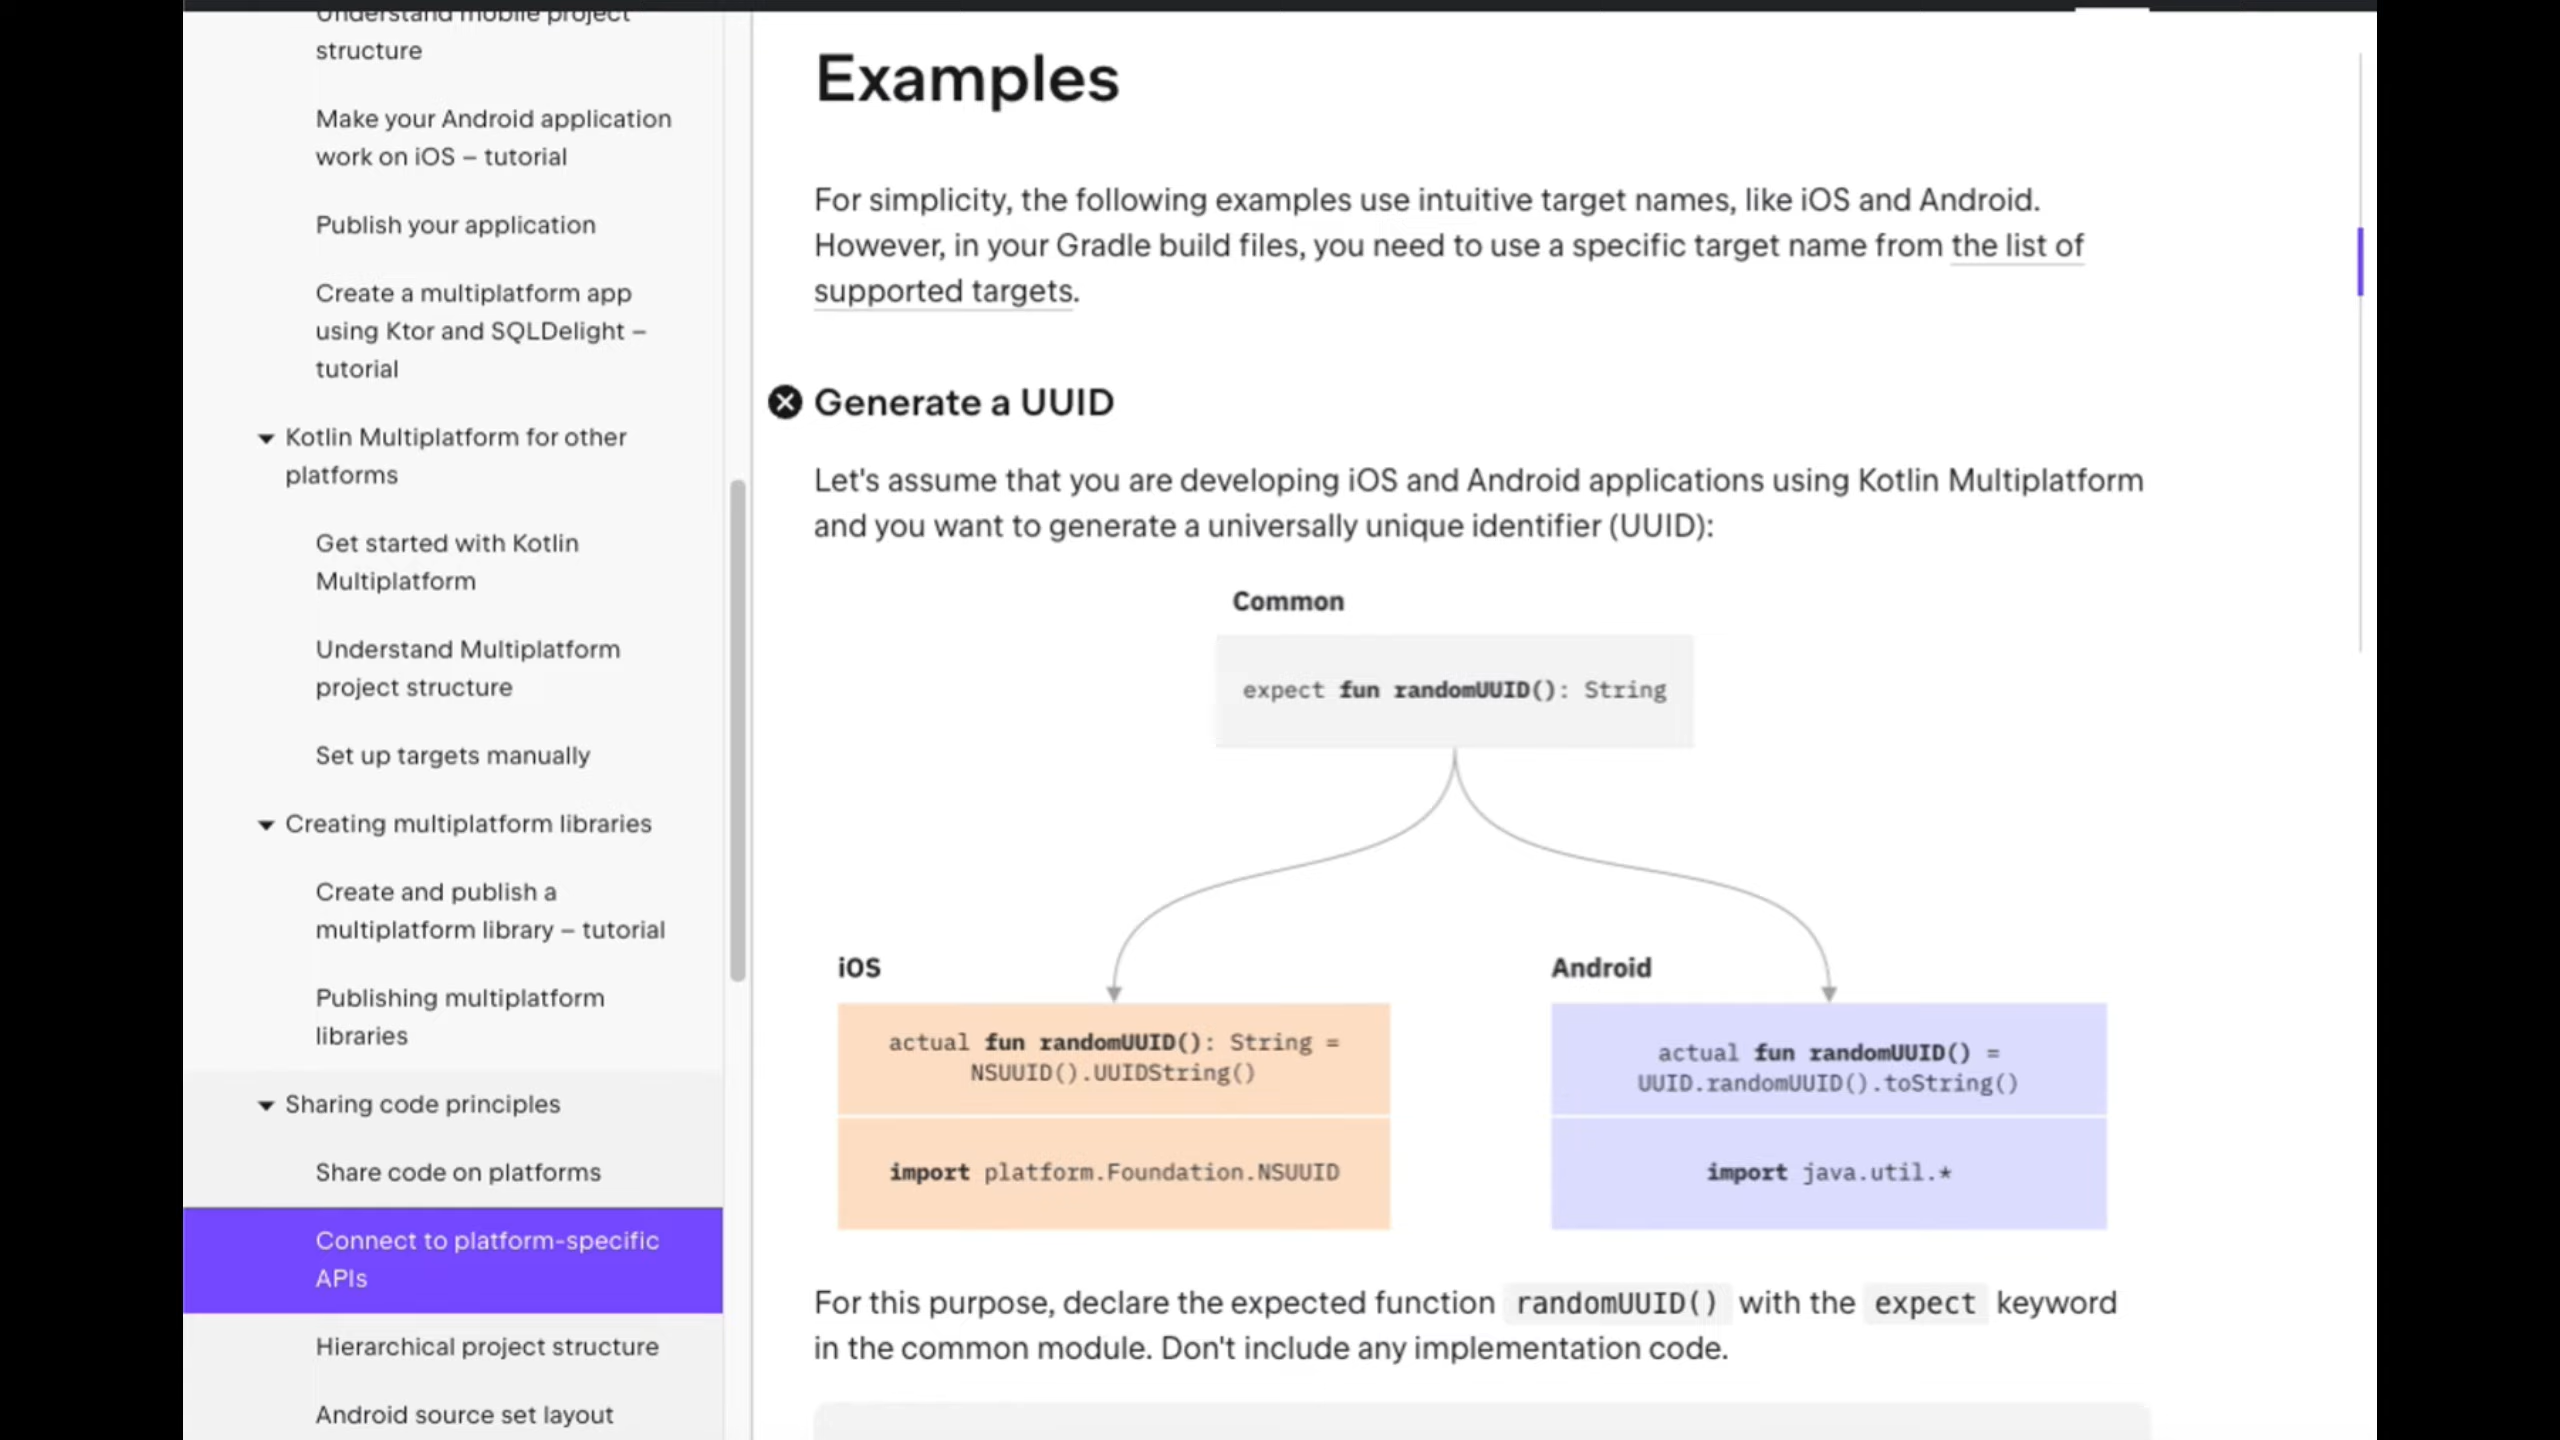 Understand mobile project
structure
Make your Android application
work on iOS – tutorial
Publish your application
Create a multiplatform app
using Ktor and SQLDelight –
tutorial
Kotlin Multiplatform for other
platforms
Get started with Kotlin
Multiplatform
Understand Multiplatform
project structure
Set up targets manually
Creating multiplatform libraries
Create and publish a
multiplatform library – tutorial
Publishing multiplatform
libraries
Sharing code principles
Share code on platforms
Connect to platform-specific
APIs
Hierarchical project structure
Android source set layout
Examples
For simplicity, the following examples use intuitive target names, like iOS and Android.
However, in your Gradle build files, you need to use a specific target name from the list of
supported targets.
Generate a UUID
Let's assume that you are developing iOS and Android applications using Kotlin Multiplatform
and you want to generate a universally unique identifier (UUID):
Common
expect fun randomUUID(): String
iOS
actual fun randomUUID(): String =
NSUUID().UUIDString()
import platform.Foundation.NSUUID
Android
actual fun randomUUID() =
UUID.randomUUID().toString()
import java.util.*
For this purpose, declare the expected function randomUUID() with the expect keyword
in the common module. Don't include any implementation code.